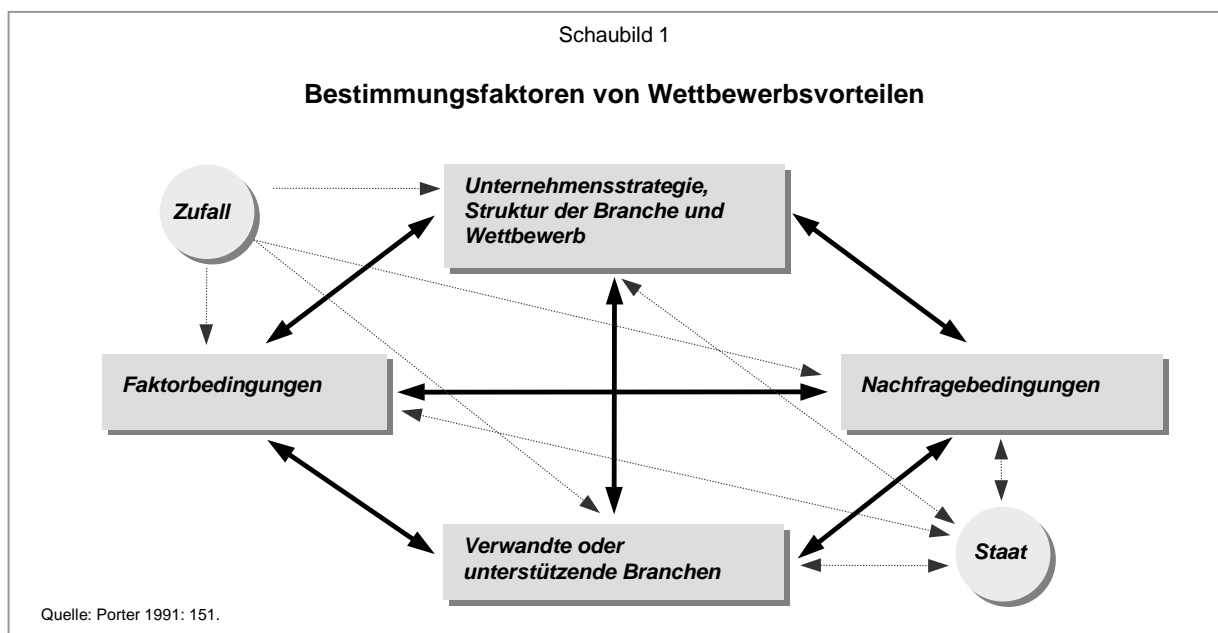 Schaubild 1
Bestimmungsfaktoren von Wettbewerbsvorteilen
Zufall
Unternehmensstrategie,
Struktur der Branche und
Wettbewerb
Faktorbedingungen
Nachfragebedingungen
Verwandte oder
unterstützende Branchen
Staat
Quelle: Porter 1991: 151.